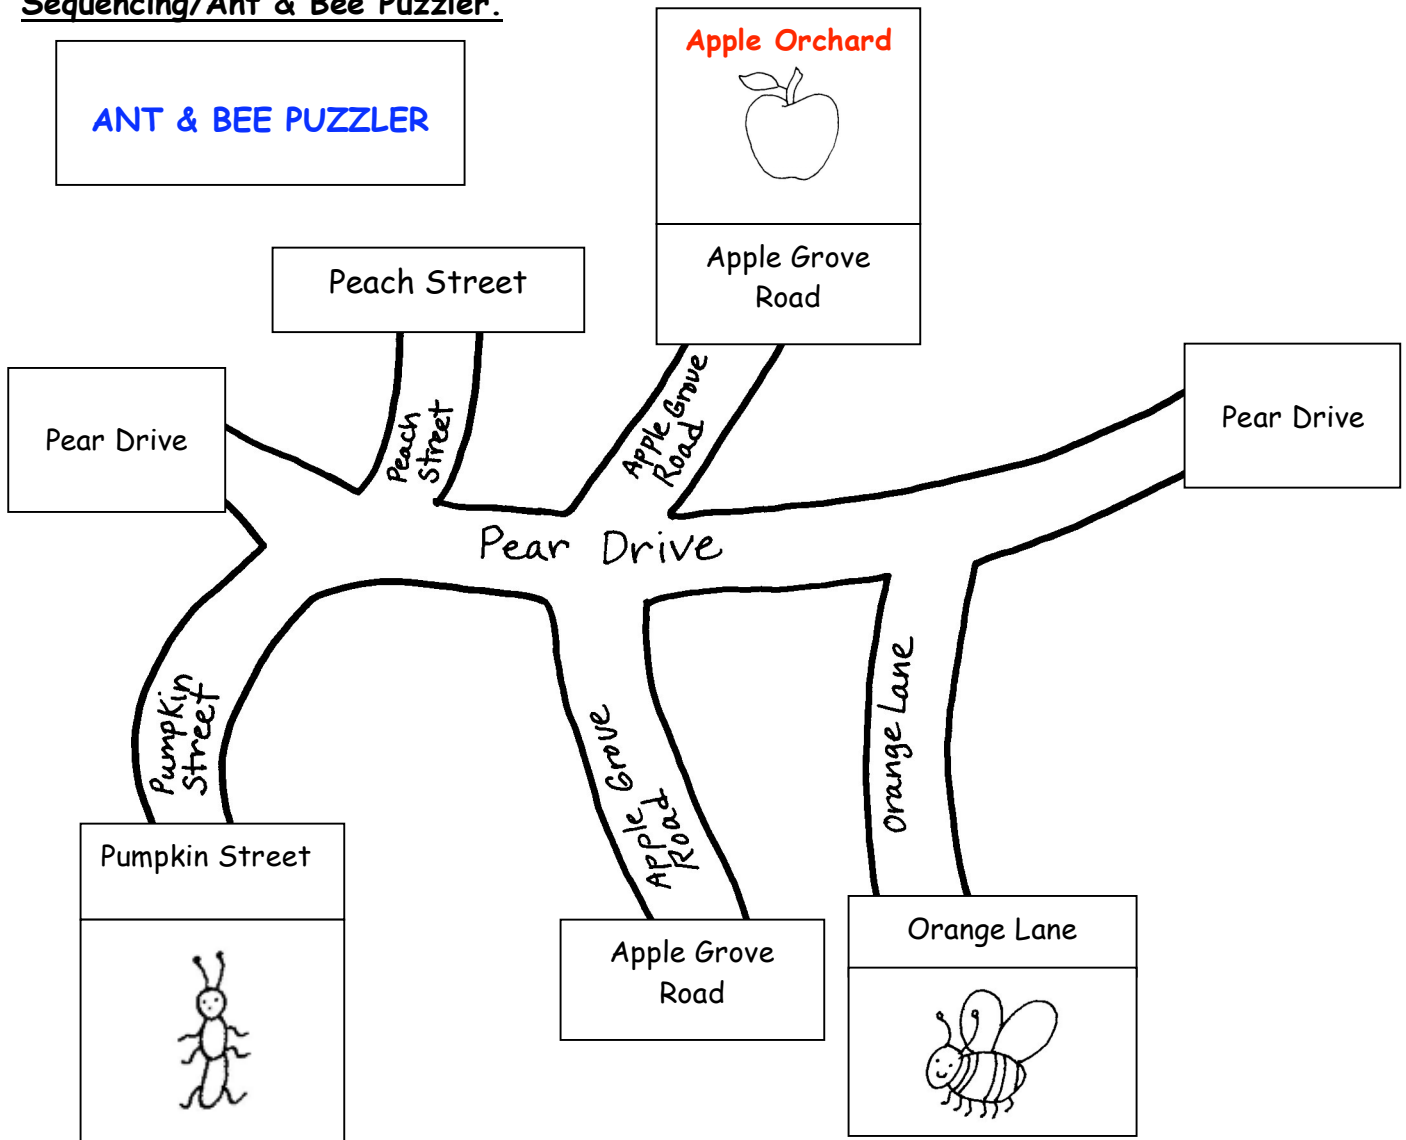 Sequencing/Ant & Bee Puzzler.
ANT & BEE PUZZLER
Apple Orchard
Apple Grove
Road
Peach Street
Pear Drive
Pear Drive
Peach
Street
Apple Grove
Road
Pear Drive
Pumpkin
Street
Apple Grove
Road
Orange Lane
Pumpkin Street
Apple Grove
Road
Orange Lane